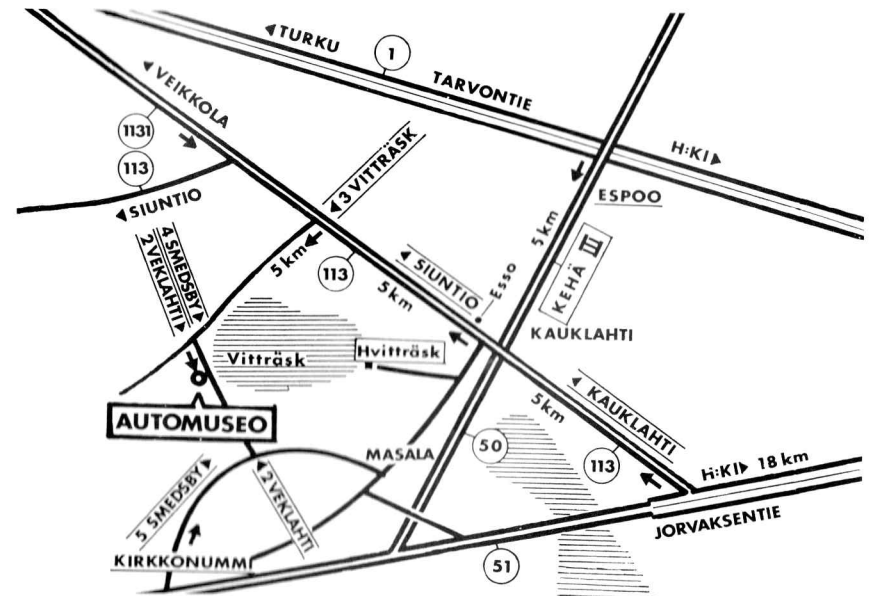 ◄TURKU
1
TARVONTIE
H:KI►
◄VEIKKOLA
1131
113
◄SIUNTIO
◄3 VITTRÄSK
ESPOO
5 km
KEHÄ III
4 SMEDSBY►
2 VEKLAHTI►
5 km
113
◄SIUNTIO
5 km
Esso
KAUKLAHTI
Vitträsk
Hvitträsk
AUTOMUSEO
◄KAUKLAHTI
5km
113
MASALA
50
H:KI► 18 km
JORVAKSENTIE
5 SMEDSBY►
◄2 VEKLAHTI
KIRKKONUMMI
51